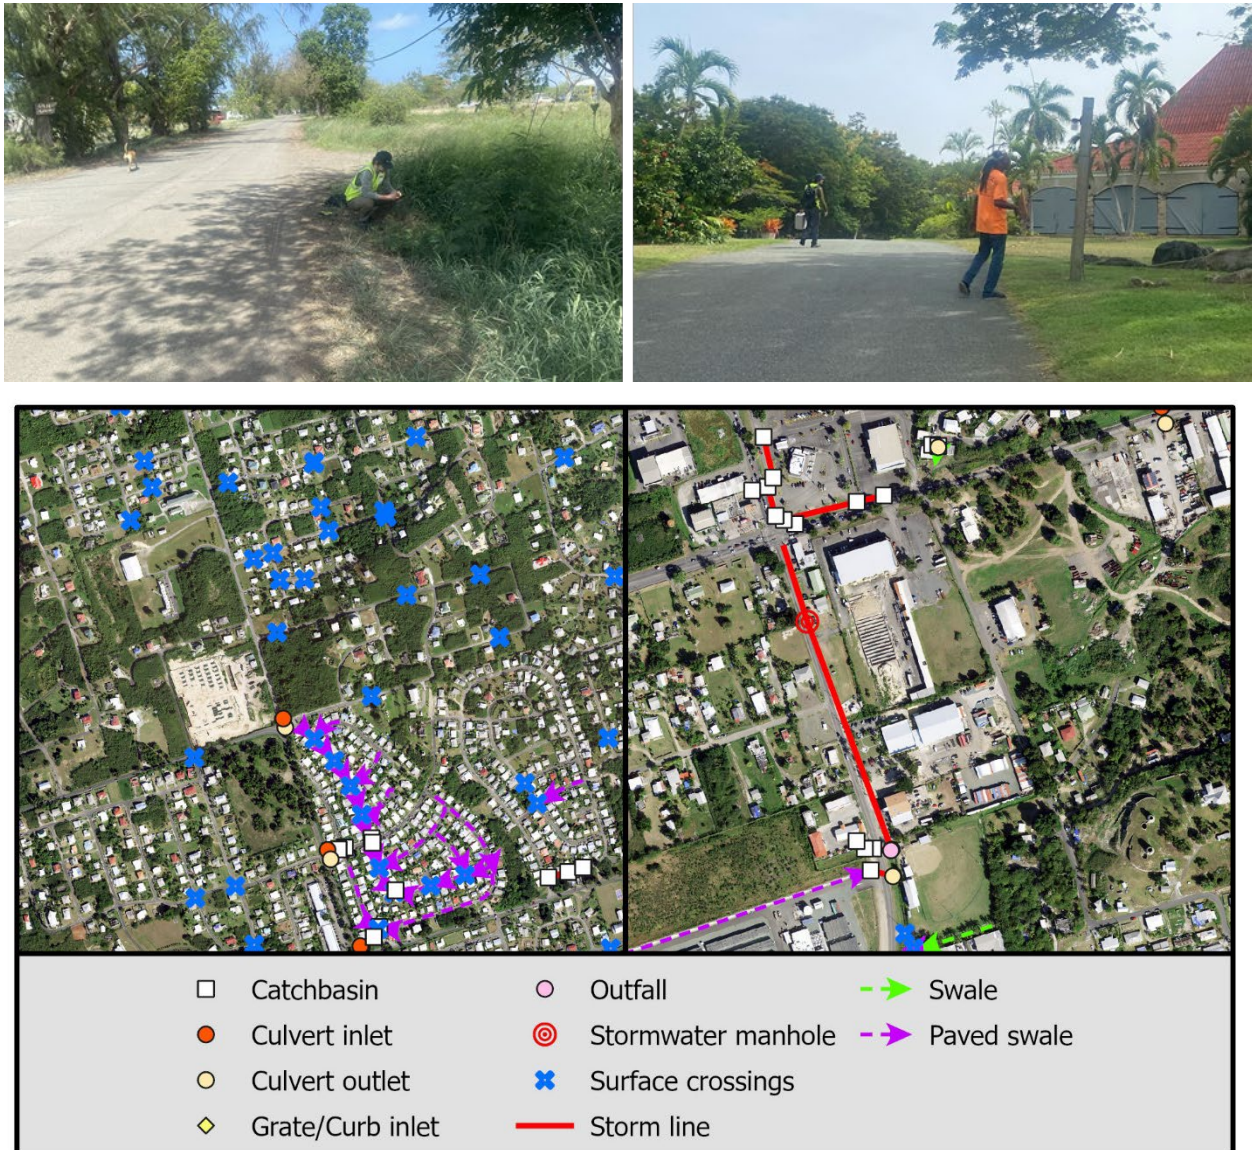 Catchbasin
Outfall
Swale
Culvert inlet
Stormwater manhole
Paved swale
Culvert outlet
Surface crossings
Grate/Curb inlet
Storm line